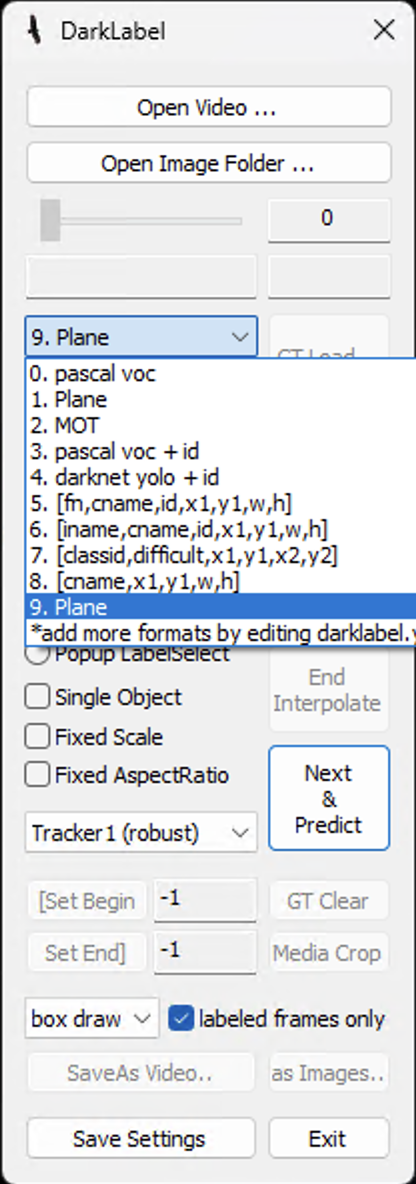 DarkLabel
Open Video ...
Open Image Folder ...
0
9. Plane
GT Load
0. pascal voc
1. Plane
2. MOT
3. pascal voc + id
4. darknet yolo + id
5. [fn,cname,id,x1,y1,w,h]
6. [iname,cname,id,x1,y1,w,h]
7. [classid,difficult,x1,y1,x2,y2]
8. [cname,x1,y1,w,h]
9. Plane
*add more formats by editing darklabel.y
Popup LabelSelect
End
Interpolate
Single Object
Fixed Scale
Fixed AspectRatio
Next
&
Predict
Tracker1 (robust)
[Set Begin -1 GT Clear
Set End] -1 Media Crop
box draw labeled frames only
SaveAs Video.. as Images..
Save Settings Exit